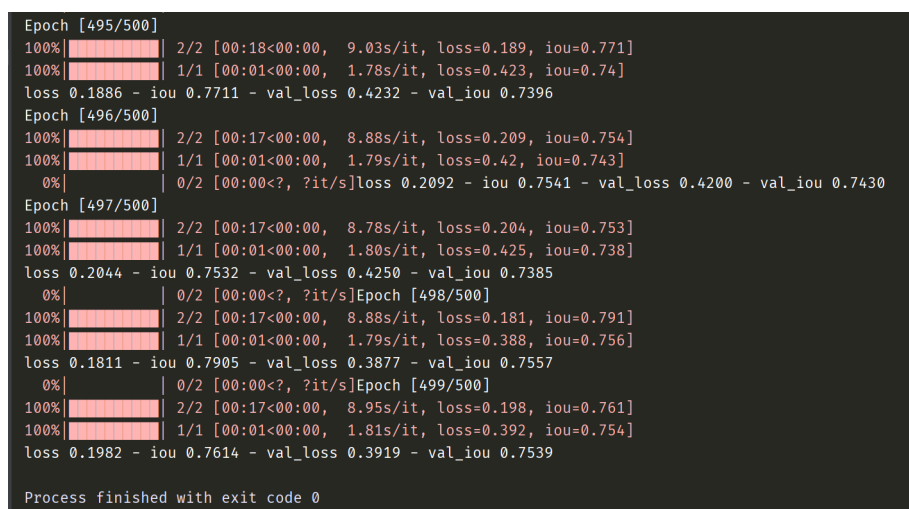 Epoch [495/500]
100%|██████████| 2/2 [00:18<00:00,  9.03s/it, loss=0.189, iou=0.771]
100%|██████████| 1/1 [00:01<00:00,  1.78s/it, loss=0.423, iou=0.74]
loss 0.1886 - iou 0.7711 - val_loss 0.4232 - val_iou 0.7396
Epoch [496/500]
100%|██████████| 2/2 [00:17<00:00,  8.88s/it, loss=0.209, iou=0.754]
100%|██████████| 1/1 [00:01<00:00,  1.79s/it, loss=0.42, iou=0.743]
  0%|          | 0/2 [00:00<?, ?it/s]loss 0.2092 - iou 0.7541 - val_loss 0.4200 - val_iou 0.7430
Epoch [497/500]
100%|██████████| 2/2 [00:17<00:00,  8.78s/it, loss=0.204, iou=0.753]
100%|██████████| 1/1 [00:01<00:00,  1.80s/it, loss=0.425, iou=0.738]
loss 0.2044 - iou 0.7532 - val_loss 0.4250 - val_iou 0.7385
  0%|          | 0/2 [00:00<?, ?it/s]Epoch [498/500]
100%|██████████| 2/2 [00:17<00:00,  8.88s/it, loss=0.181, iou=0.791]
100%|██████████| 1/1 [00:01<00:00,  1.79s/it, loss=0.388, iou=0.756]
loss 0.1811 - iou 0.7905 - val_loss 0.3877 - val_iou 0.7557
  0%|          | 0/2 [00:00<?, ?it/s]Epoch [499/500]
100%|██████████| 2/2 [00:17<00:00,  8.95s/it, loss=0.198, iou=0.761]
100%|██████████| 1/1 [00:01<00:00,  1.81s/it, loss=0.392, iou=0.754]
loss 0.1982 - iou 0.7614 - val_loss 0.3919 - val_iou 0.7539
Process finished with exit code 0